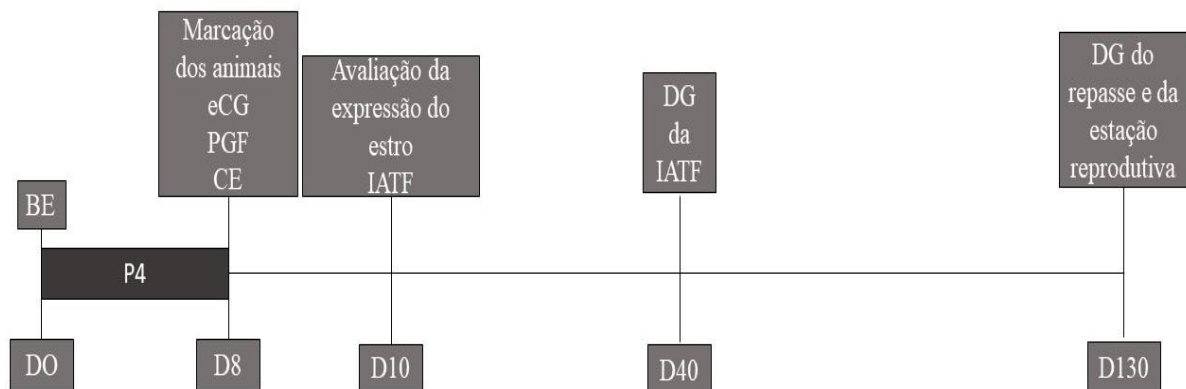 Marcação
dos animais
eCG
PGF
CE
Avaliação da
expressão do
estro
IATF
DG
da
IATF
DG do
repasse e da
estação
reprodutiva
BE
P4
DO
D8
D10
D40
D130